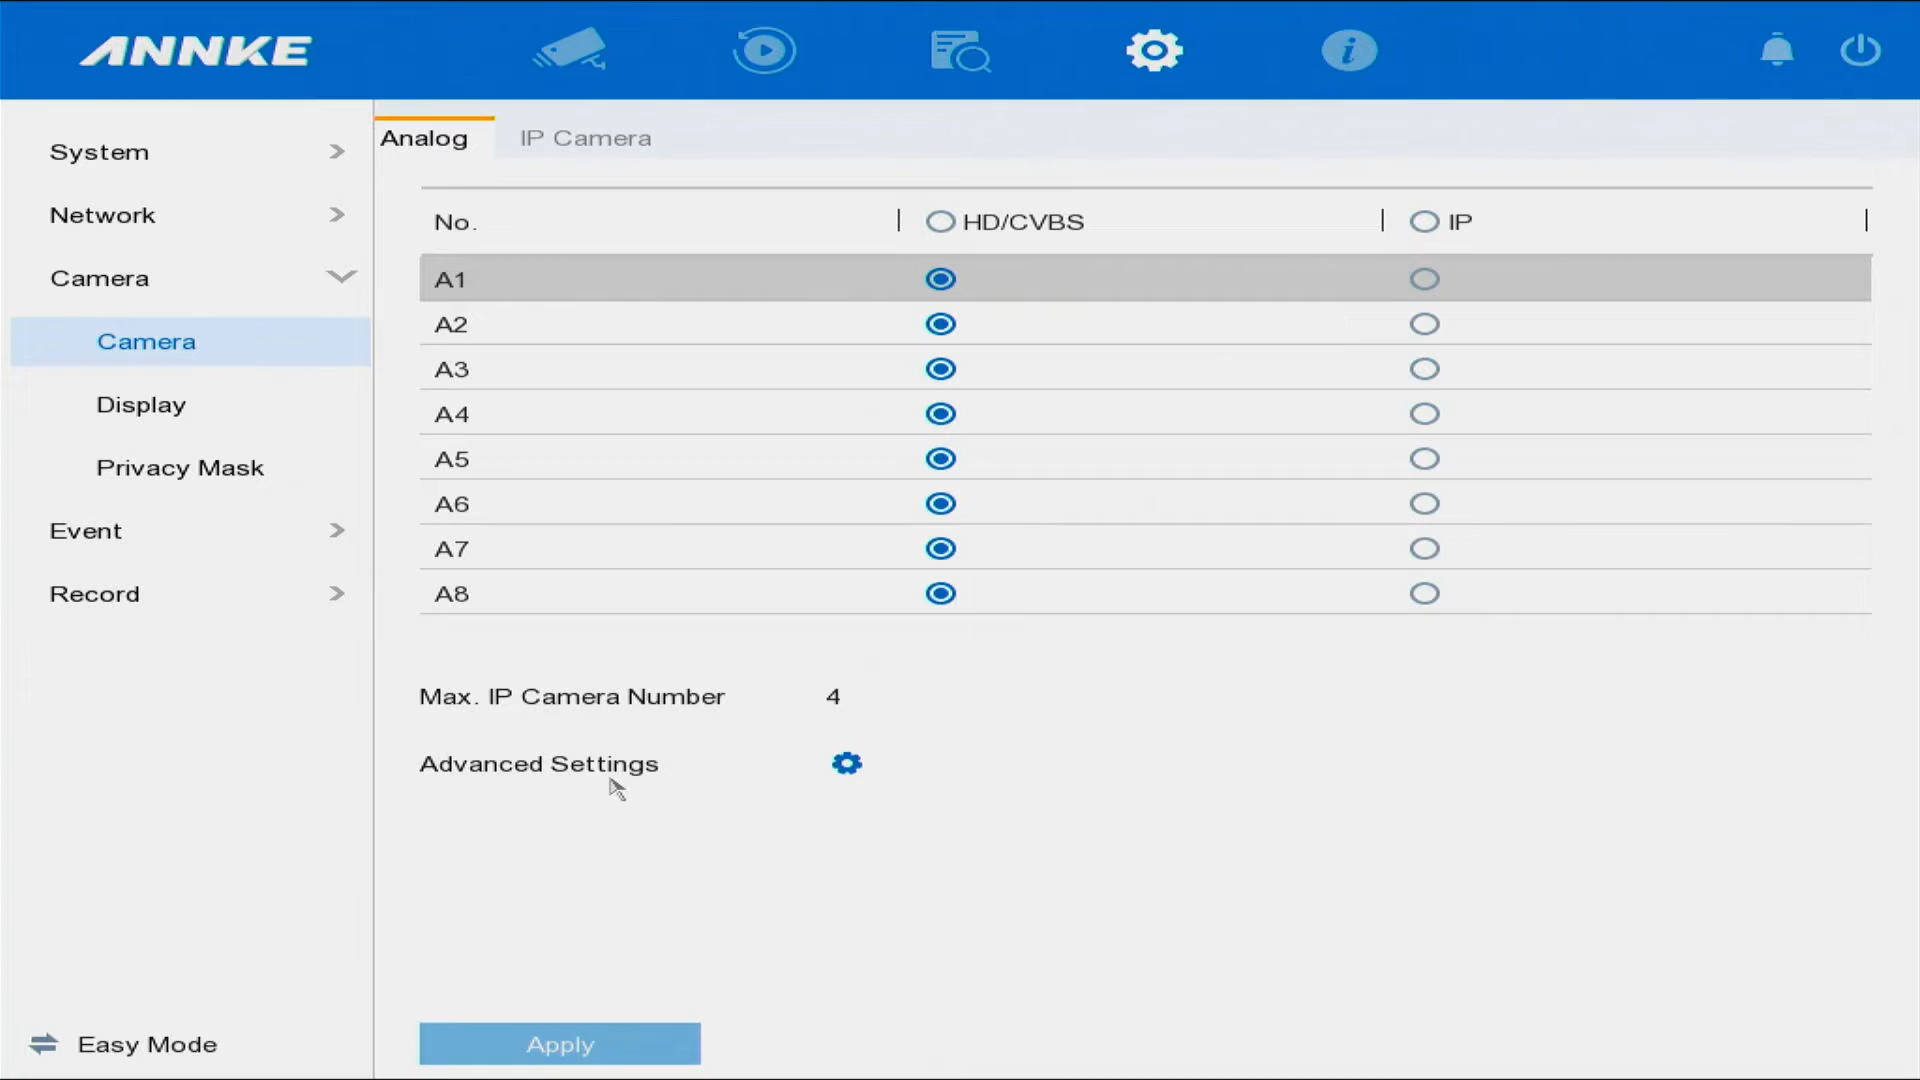 ANNKE
System
Network
Camera
Camera
Display
Privacy Mask
Event
Record
Easy Mode
Analog IP Camera
No. HD/CVBS IP
A1
A2
A3
A4
A5
A6
A7
A8
Max. IP Camera Number 4
Advanced Settings
Apply